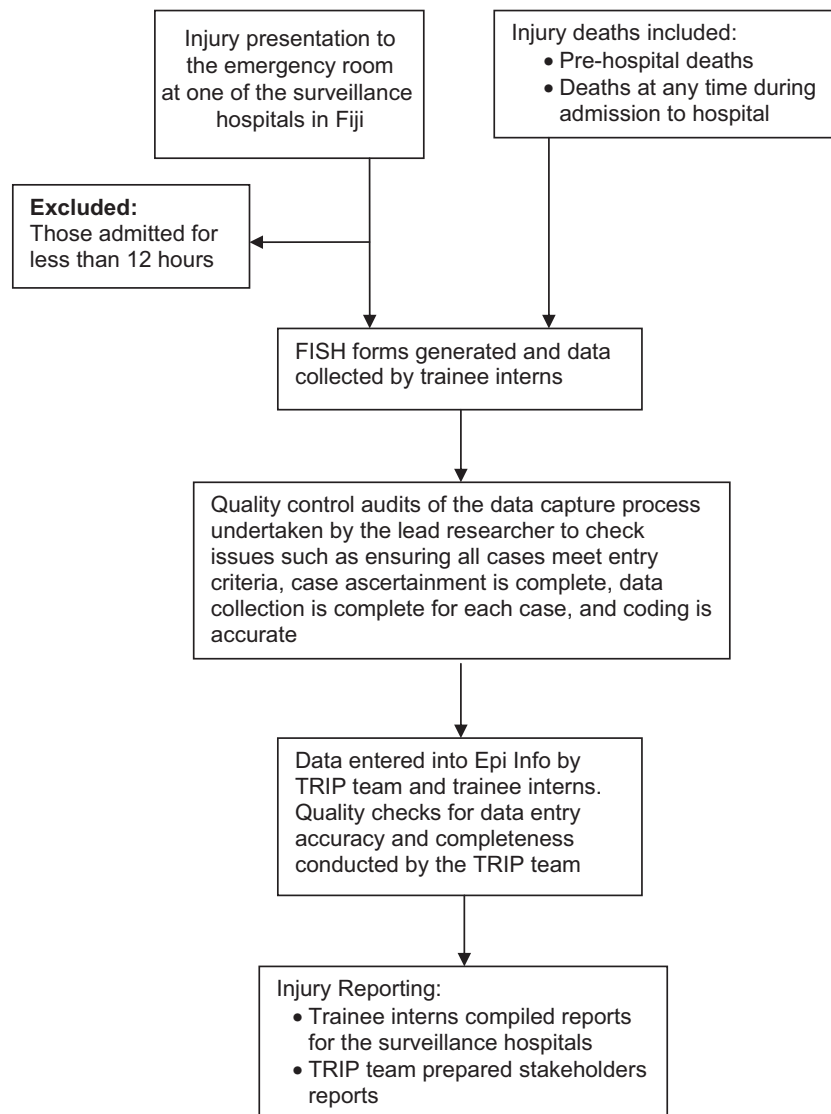 Injury presentation to
the emergency room
at one of the surveillance
hospitals in Fiji
Injury deaths included:
• Pre-hospital deaths
• Deaths at any time during
admission to hospital
Excluded:
Those admitted for
less than 12 hours
FISH forms generated and data
collected by trainee interns
Quality control audits of the data capture process
undertaken by the lead researcher to check
issues such as ensuring all cases meet entry
criteria, case ascertainment is complete, data
collection is complete for each case, and coding is
accurate
Data entered into Epi Info by
TRIP team and trainee interns.
Quality checks for data entry
accuracy and completeness
conducted by the TRIP team
Injury Reporting:
• Trainee interns compiled reports
for the surveillance hospitals
• TRIP team prepared stakeholders
reports